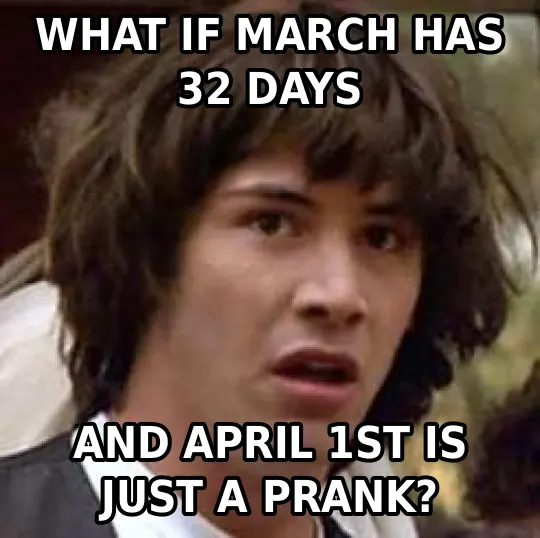 WHAT IF MARCH HAS
32 DAYS
AND APRIL 1ST IS
JUST A PRANK?